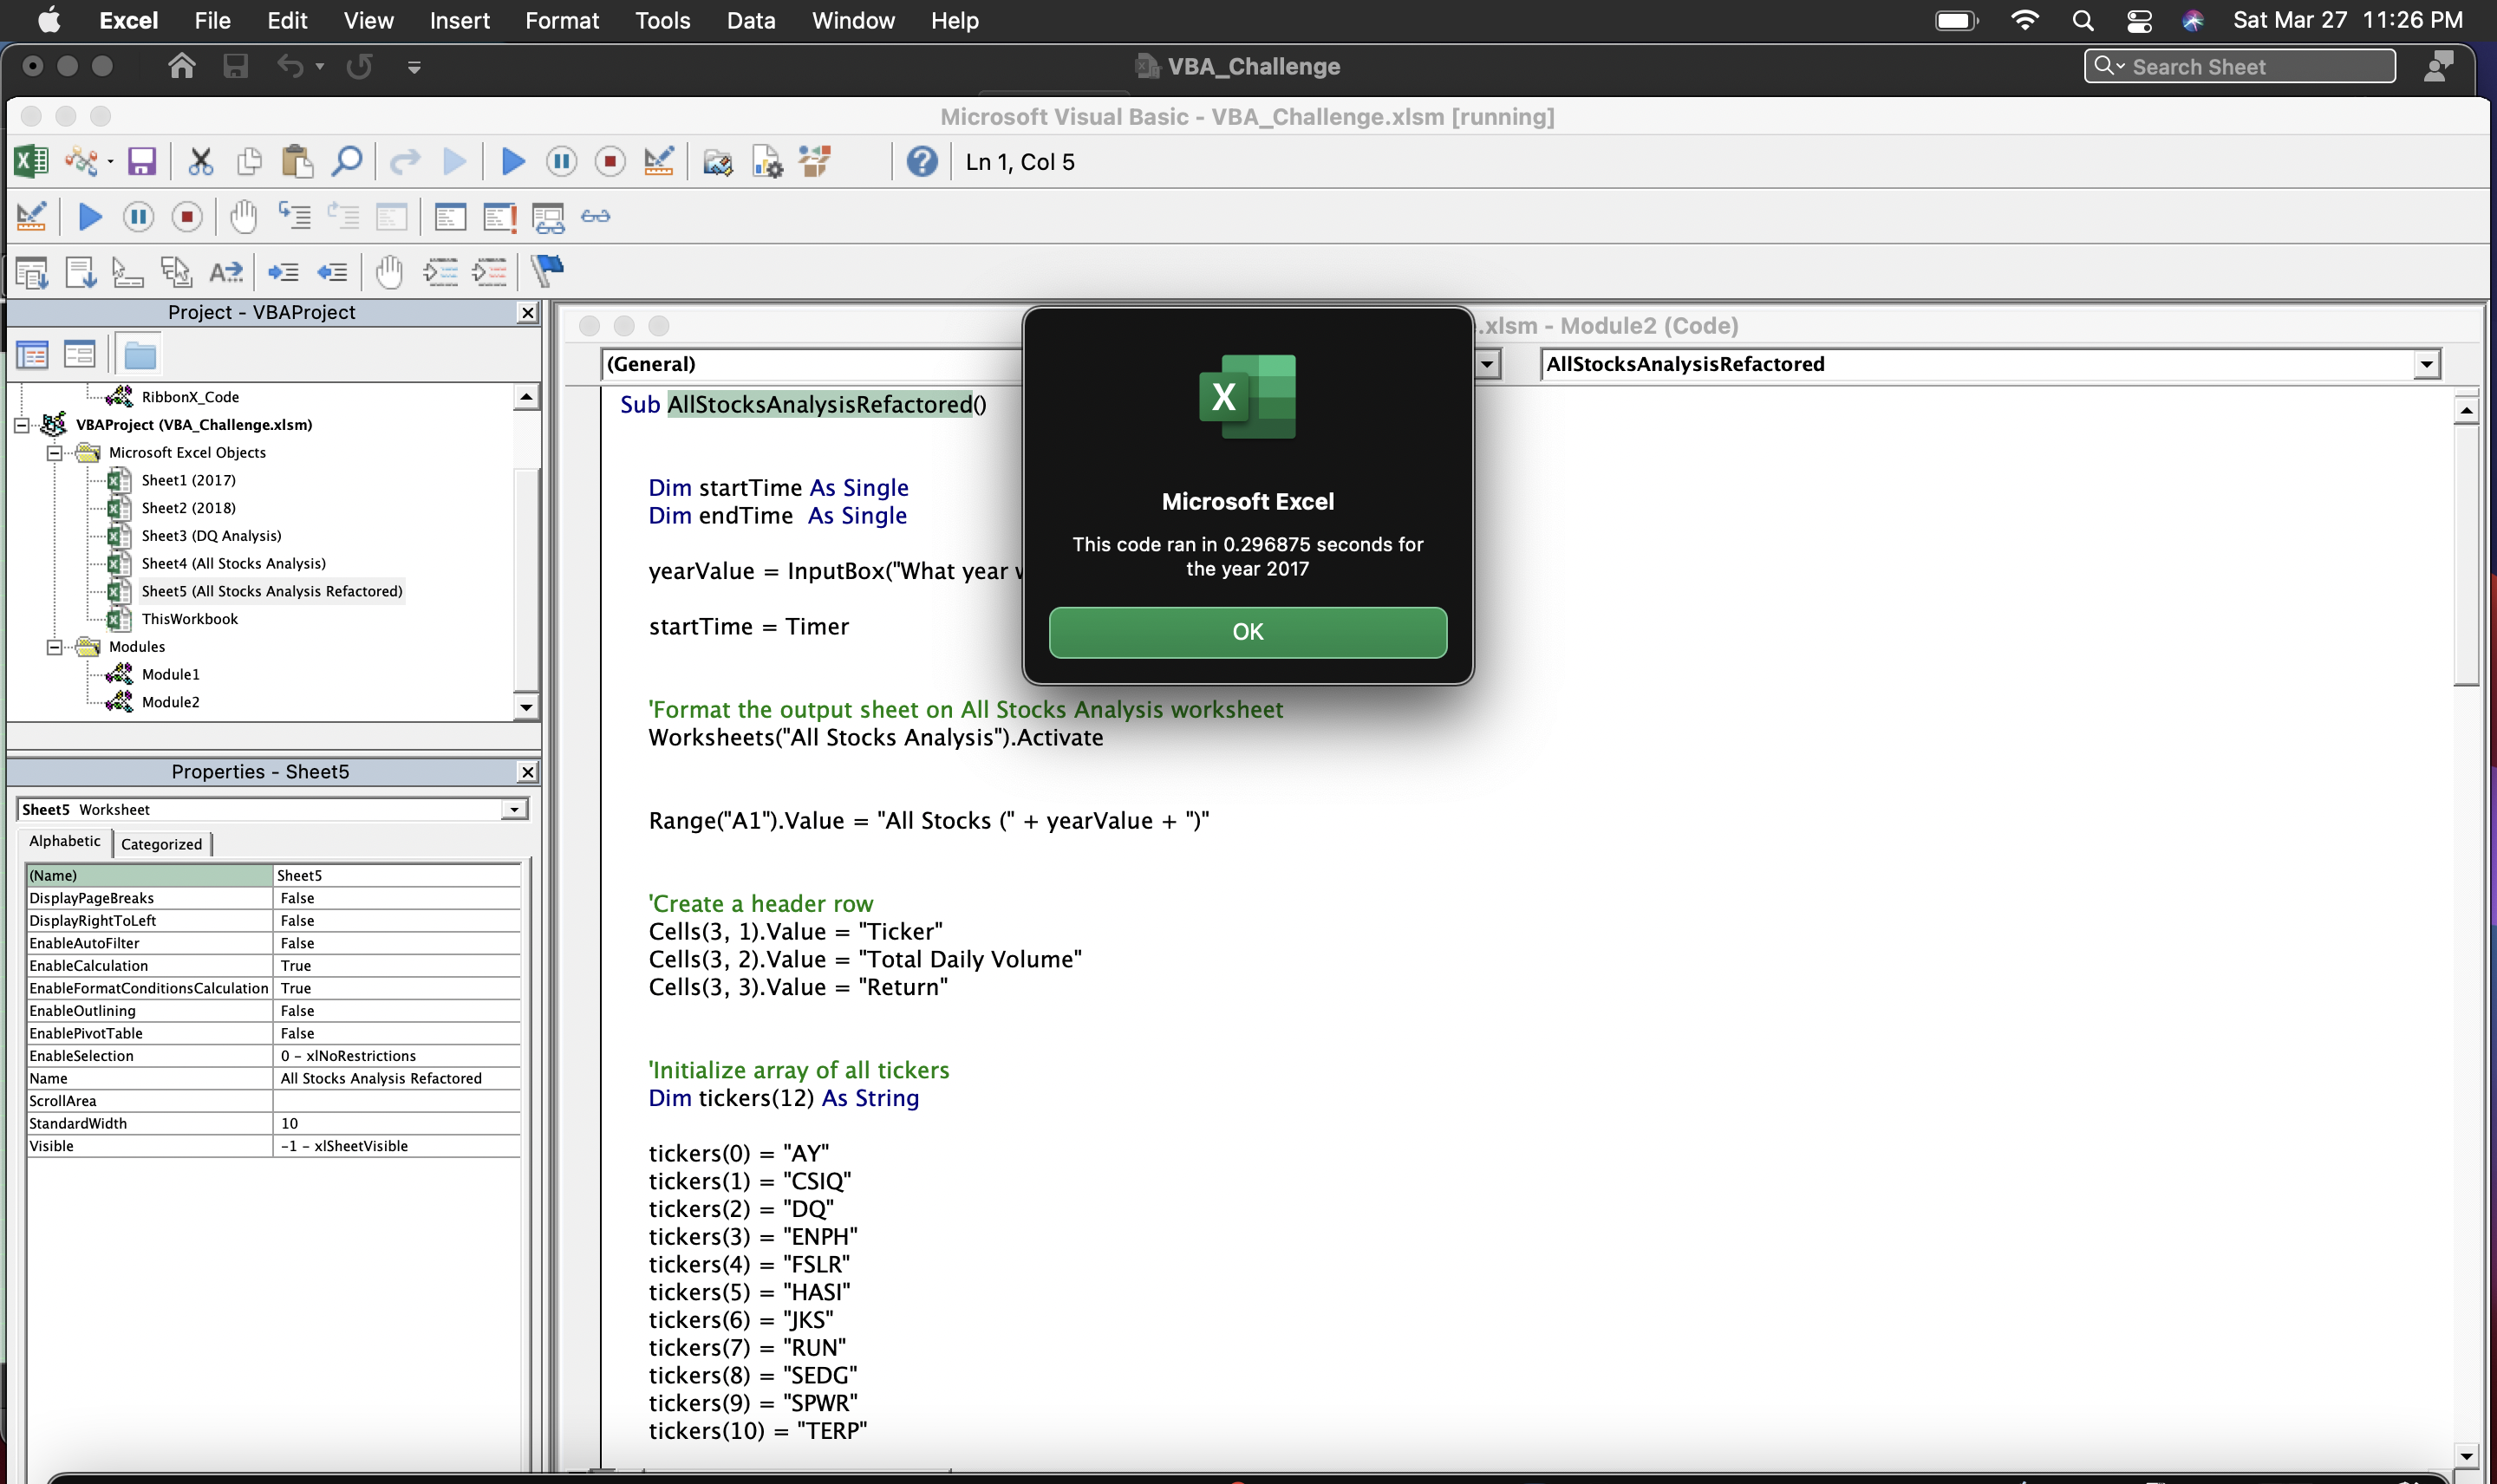 Excel File Edit View Insert Format Tools Data Window Help Sat Mar 27 11:26 PM
VBA_Challenge Search Sheet
Microsoft Visual Basic - VBA_Challenge.xlsm [running]
Ln 1, Col 5
Project - VBAProject
RibbonX_Code
VBAProject (VBA_Challenge.xlsm)
Microsoft Excel Objects
Sheet1 (2017)
Sheet2 (2018)
Sheet3 (DQ Analysis)
Sheet4 (All Stocks Analysis)
Sheet5 (All Stocks Analysis Refactored)
ThisWorkbook
Modules
Module1
Module2
Properties - Sheet5
Sheet5 Worksheet
Alphabetic Categorized
(Name) Sheet5
DisplayPageBreaks False
DisplayRightToLeft False
EnableAutoFilter False
EnableCalculation True
EnableFormatConditionsCalculation True
EnableOutlining False
EnablePivotTable False
EnableSelection 0 - xlNoRestrictions
Name All Stocks Analysis Refactored
ScrollArea
StandardWidth 10
Visible -1 - xlSheetVisible
.xlsm - Module2 (Code)
(General) AllStocksAnalysisRefactored
Sub AllStocksAnalysisRefactored()
Dim startTime As Single
Dim endTime As Single
yearValue = InputBox("What year
startTime = Timer
'Format the output sheet on All Stocks Analysis worksheet
Worksheets("All Stocks Analysis").Activate
Range("A1").Value = "All Stocks (" + yearValue + ")"
'Create a header row
Cells(3, 1).Value = "Ticker"
Cells(3, 2).Value = "Total Daily Volume"
Cells(3, 3).Value = "Return"
'Initialize array of all tickers
Dim tickers(12) As String
tickers(0) = "AY"
tickers(1) = "CSIQ"
tickers(2) = "DQ"
tickers(3) = "ENPH"
tickers(4) = "FSLR"
tickers(5) = "HASI"
tickers(6) = "JKS"
tickers(7) = "RUN"
tickers(8) = "SEDG"
tickers(9) = "SPWR"
tickers(10) = "TERP"
X
Microsoft Excel
This code ran in 0.296875 seconds for
the year 2017
OK